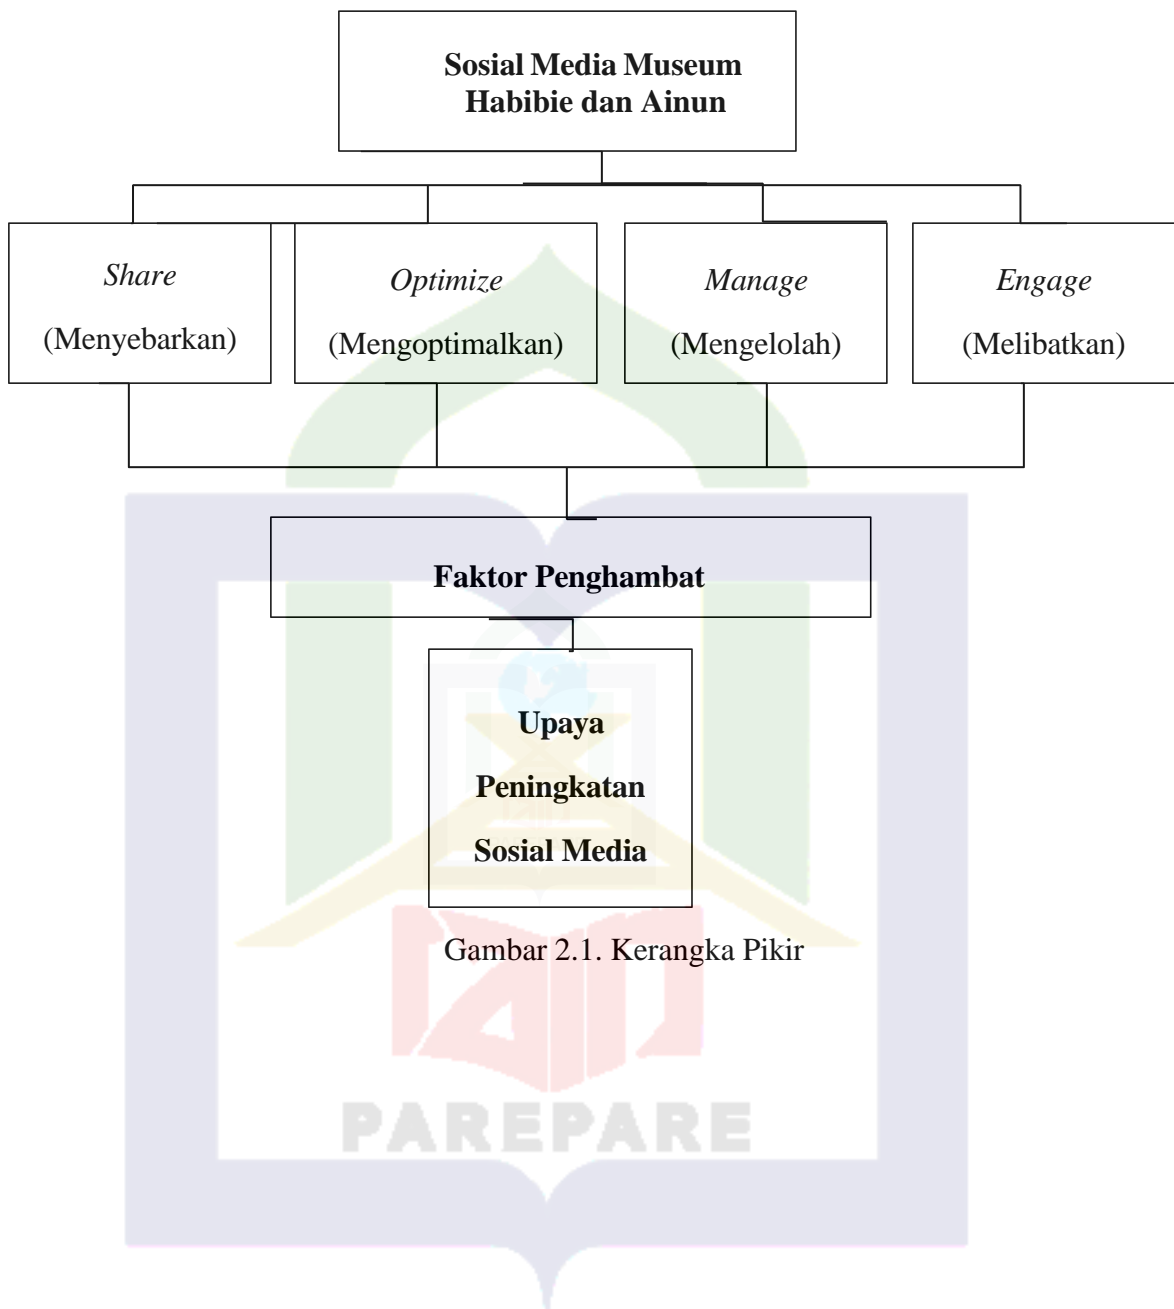 Sosial Media Museum
Habibie dan Ainun
Share
(Menyebarkan)
Optimize
(Mengoptimalkan)
Manage
(Mengelolah)
Engage
(Melibatkan)
Faktor Penghambat
Upaya
Peningkatan
Sosial Media
Gambar 2.1. Kerangka Pikir
iain
PAREPARE